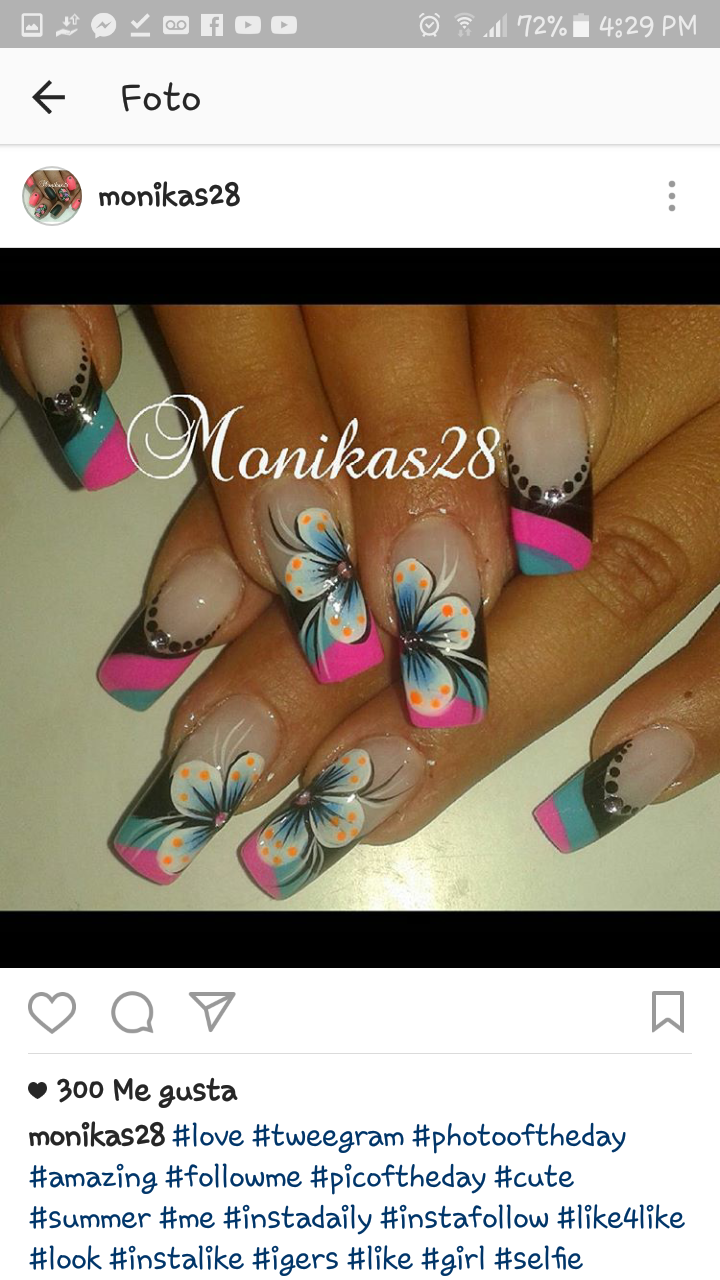 72% 4:29 PM
Foto
monikas28
Monikas28
300 Me gusta
monikas28 #love #tweegram #photooftheday
#amazing #followme #picoftheday #cute
#summer #me #instadaily #instafollow #like4like
#look #instalike #igers #like #girl #selfie